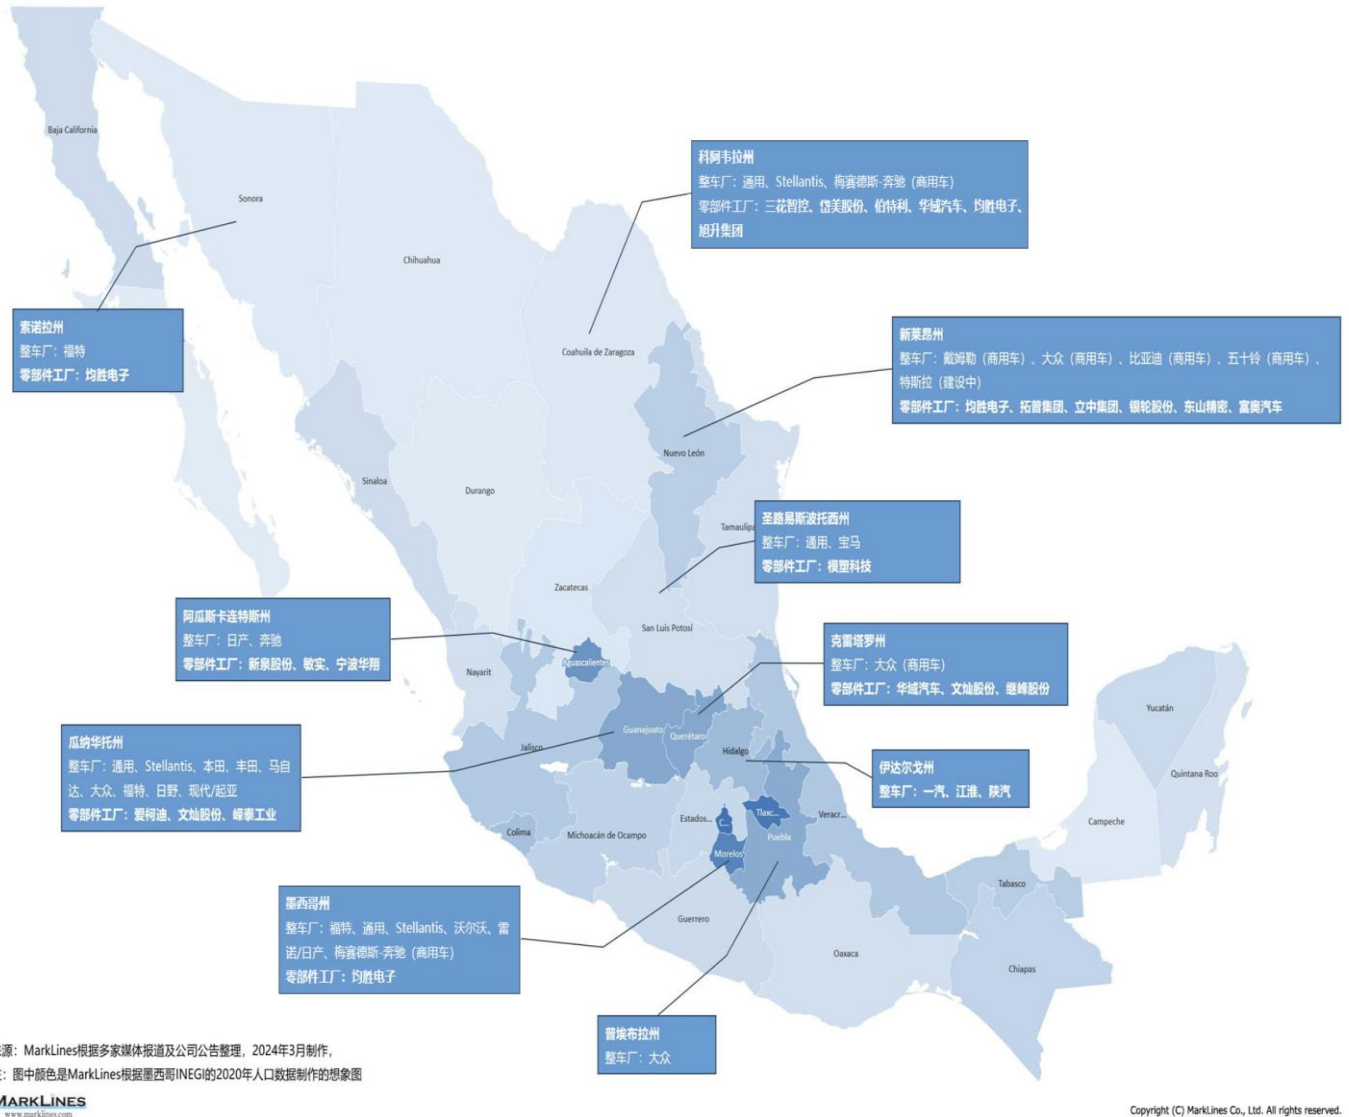 Baja California
Sonora
Chihuahua
科阿韦拉州
整车厂：通用、Stellantis、梅赛德斯-奔驰（商用车）
零部件工厂：三花智控、岱美股份、伯特利、华域汽车、均胜电子、
旭升集团
Coahuila de Zaragoza
索诺拉州
整车厂：福特
零部件工厂：均胜电子
新莱昂州
整车厂：戴姆勒（商用车）、大众（商用车）、比亚迪（商用车）、五十铃（商用车）、
特斯拉（建设中）
零部件工厂：均胜电子、拓普集团、立中集团、银轮股份、东山精密、富奥汽车
Nuevo León
Sinaloa
Durango
Tamaulipa
圣路易斯波托西州
整车厂：通用、宝马
零部件工厂：模塑科技
Zacatecas
San Luis Potosí
阿瓜斯卡连特斯州
整车厂：日产、奔驰
零部件工厂：新泉股份、敏实、宁波华翔
Aguascalientes
Nayarit
克雷塔罗州
整车厂：大众（商用车）
零部件工厂：华域汽车、文灿股份、继峰股份
Yucatán
Quintana Roo
Campeche
瓜纳华托州
整车厂：通用、Stellantis、本田、丰田、马自
达、大众、福特、日野、现代/起亚
零部件工厂：爱柯迪、文灿股份、嵘泰工业
Jalisco
Guanajuato
Querétaro
Hidalgo
伊达尔戈州
整车厂：一汽、江淮、陕汽
Colima
Michoacán de Ocampo
Estados...
C...
Tlaxc...
Veracr...
Puebla
Morelos
Tabasco
墨西哥州
整车厂：福特、通用、Stellantis、沃尔沃、雷
诺/日产、梅赛德斯-奔驰（商用车）
零部件工厂：均胜电子
Guerrero
Oaxaca
Chiapas
普埃布拉州
整车厂：大众
源：MarkLines根据多家媒体报道及公司公告整理，2024年3月制作，
：图中颜色是MarkLines根据墨西哥INEGI的2020年人口数据制作的想象图
MARKLINES
www.marklines.com
Copyright (C) MarkLines Co., Ltd. All rights reserved.